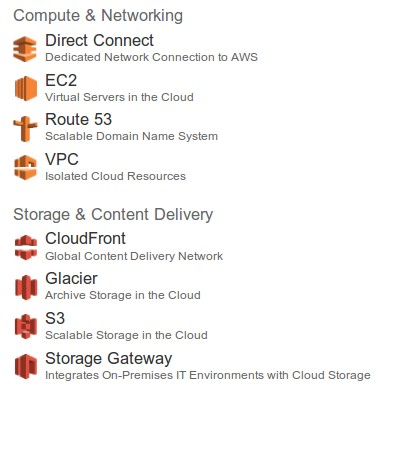 Compute & Networking
Direct Connect
Dedicated Network Connection to AWS
EC2
Virtual Servers in the Cloud
Route 53
Scalable Domain Name System
VPC
Isolated Cloud Resources
Storage & Content Delivery
CloudFront
Global Content Delivery Network
Glacier
Archive Storage in the Cloud
S3
Scalable Storage in the Cloud
Storage Gateway
Integrates On-Premises IT Environments with Cloud Storage